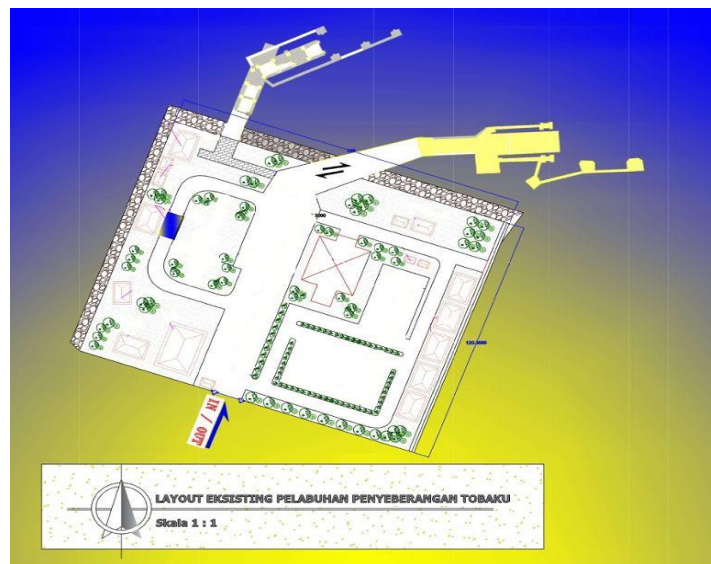 IN / OUT
LAYOUT EKSISTING PELABUHAN PENYEBERANGAN TOBAKU
Skala 1 : 1